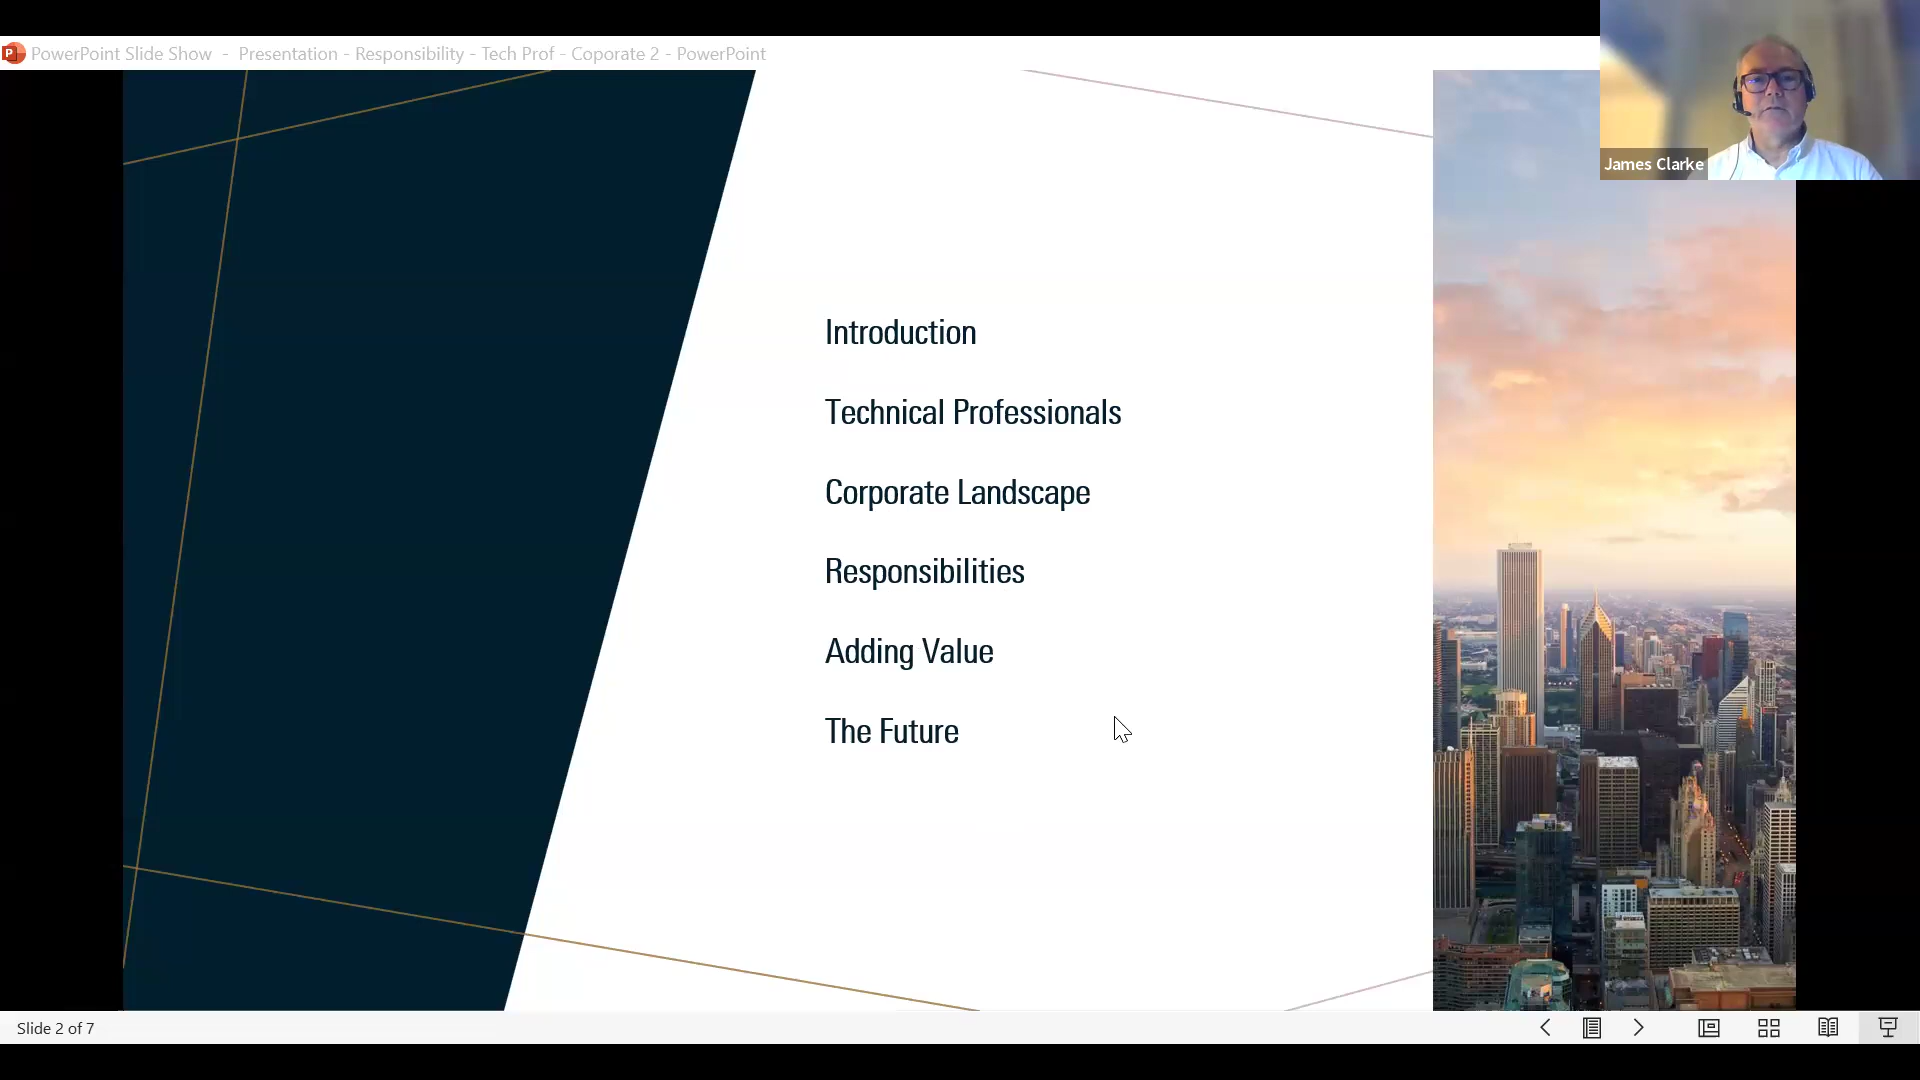 PowerPoint Slide Show - Presentation - Responsibility - Tech Prof - Coporate 2 - PowerPoint
James Clarke
Introduction
Technical Professionals
Corporate Landscape
Responsibilities
Adding Value
The Future
Slide 2 of 7